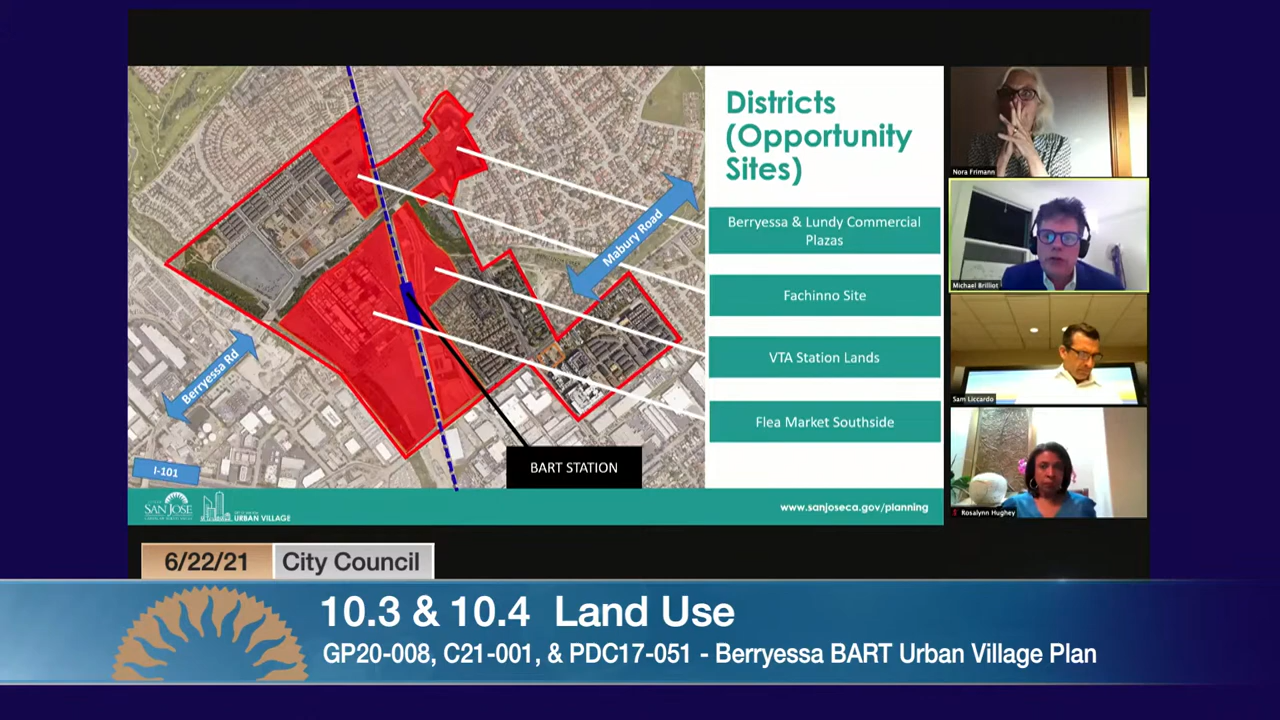 Districts
(Opportunity
Sites)
Berryessa & Lundy Commercial
Plazas
Fachinno Site
VTA Station Lands
Flea Market Southside
Mabury Road
Berryessa Rd
I-101
BART STATION
SAN JOSE
URBAN VILLAGE
www.sanjoseca.gov/planning
Nora Frimann
Michael Brilliot
Sam Liccardo
Rosalynn Hughey
6/22/21
City Council
10.3 & 10.4 Land Use
GP20-008, C21-001, & PDC17-051 - Berryessa BART Urban Village Plan